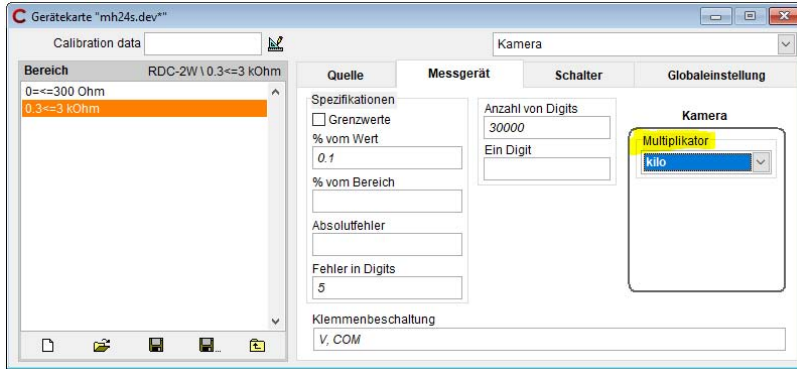 Gerätekarte "mh24s.dev*"
Calibration data
Kamera
Bereich RDC-2W \ 0.3<=3 kOhm
0=<=300 Ohm
0.3<=3 kOhm
Quelle Messgerät Schalter Globaleinstellung
Spezifikationen
Grenzwerte
% vom Wert
0.1
% vom Bereich
Absolutfehler
Fehler in Digits
5
Anzahl von Digits
30000
Ein Digit
Kamera
Multiplikator
kilo
Klemmenbeschaltung
V, COM